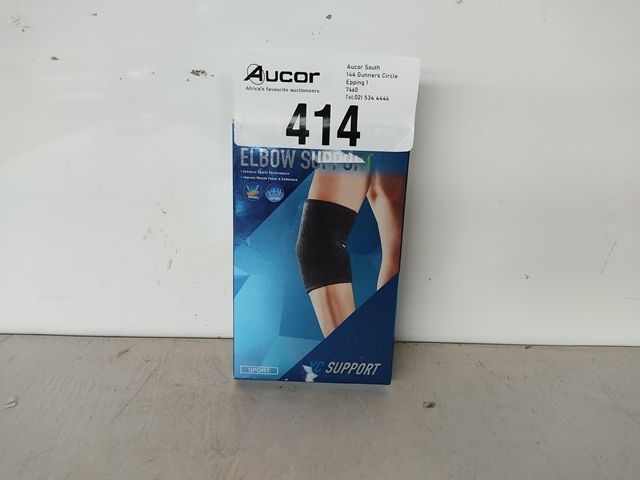 Aucor
Africa's favourite auctioneers
Aucor South
144 Gunners Circle
Epping 1
7460
Tel:021 534 4446
414
ELBOW SUPPORT
• Enhance Sports Performance
• Improve Muscle Power & Endurance
SPORT
YC SUPPORT